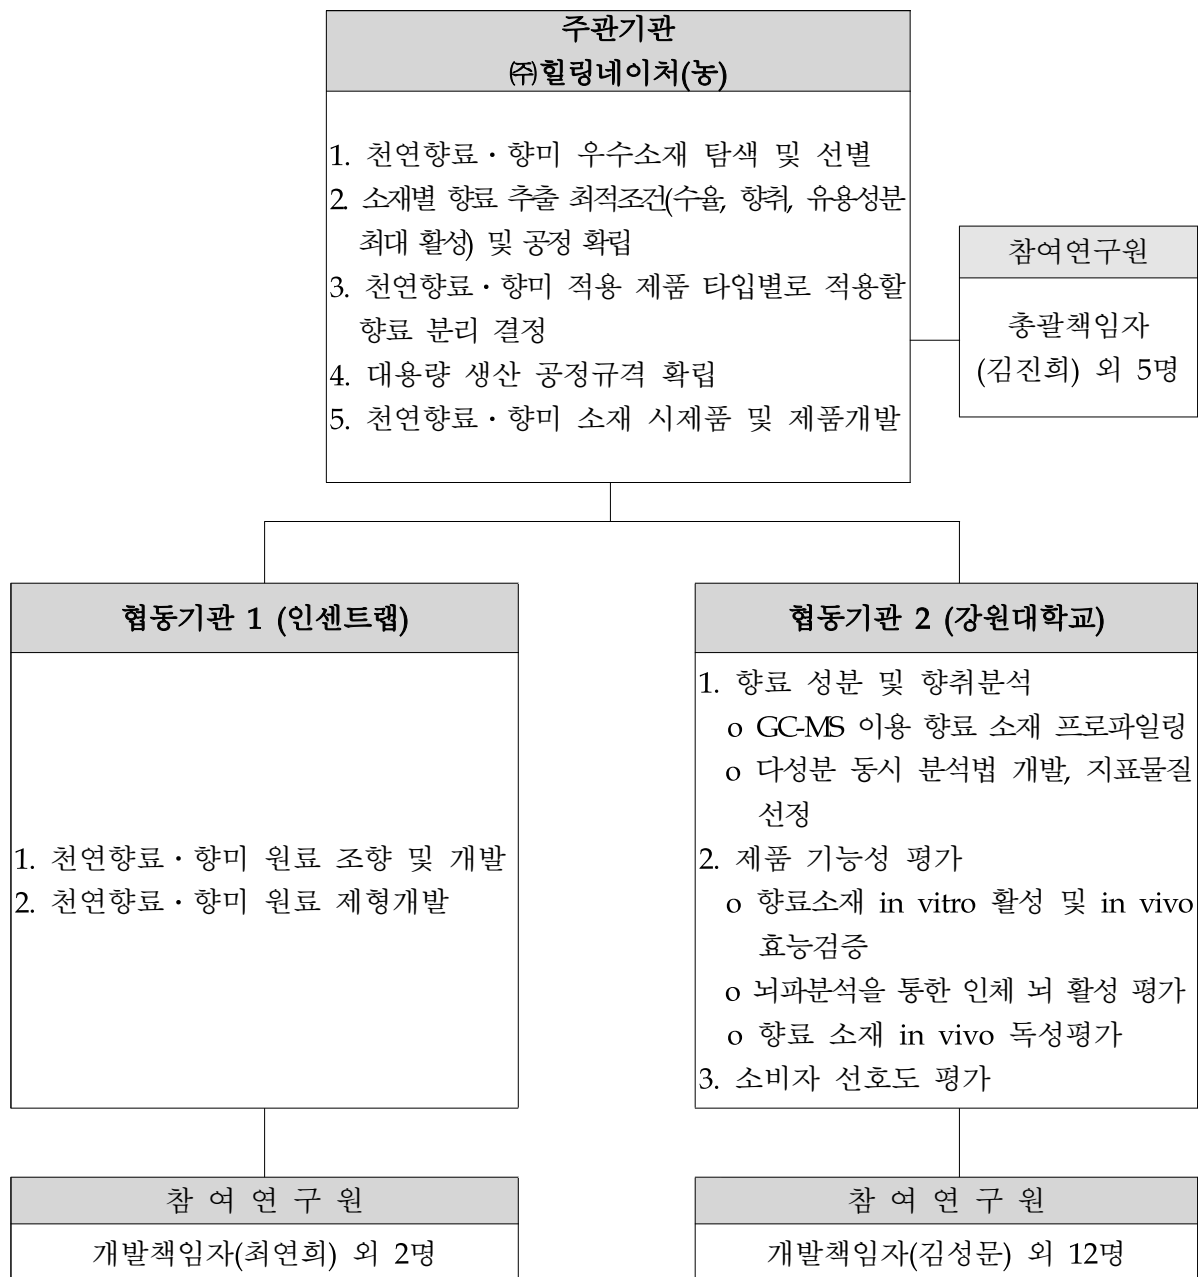 주관기관
㈜힐링네이처(농)
1. 천연향료・향미 우수소재 탐색 및 선별
2. 소재별 향료 추출 최적조건(수율, 향취, 유용성분
최대 활성) 및 공정 확립
3. 천연향료・향미 적용 제품 타입별로 적용할
향료 분리 결정
4. 대용량 생산 공정규격 확립
5. 천연향료・향미 소재 시제품 및 제품개발
참여연구원
총괄책임자
(김진희) 외 5명
협동기관 1 (인센트랩)
1. 천연향료・향미 원료 조향 및 개발
2. 천연향료・향미 원료 제형개발
참 여 연 구 원
개발책임자(최연희) 외 2명
협동기관 2 (강원대학교)
1. 향료 성분 및 향취분석
o GC-MS 이용 향료 소재 프로파일링
o 다성분 동시 분석법 개발, 지표물질
선정
2. 제품 기능성 평가
o 향료소재 in vitro 활성 및 in vivo
효능검증
o 뇌파분석을 통한 인체 뇌 활성 평가
o 향료 소재 in vivo 독성평가
3. 소비자 선호도 평가
참 여 연 구 원
개발책임자(김성문) 외 12명